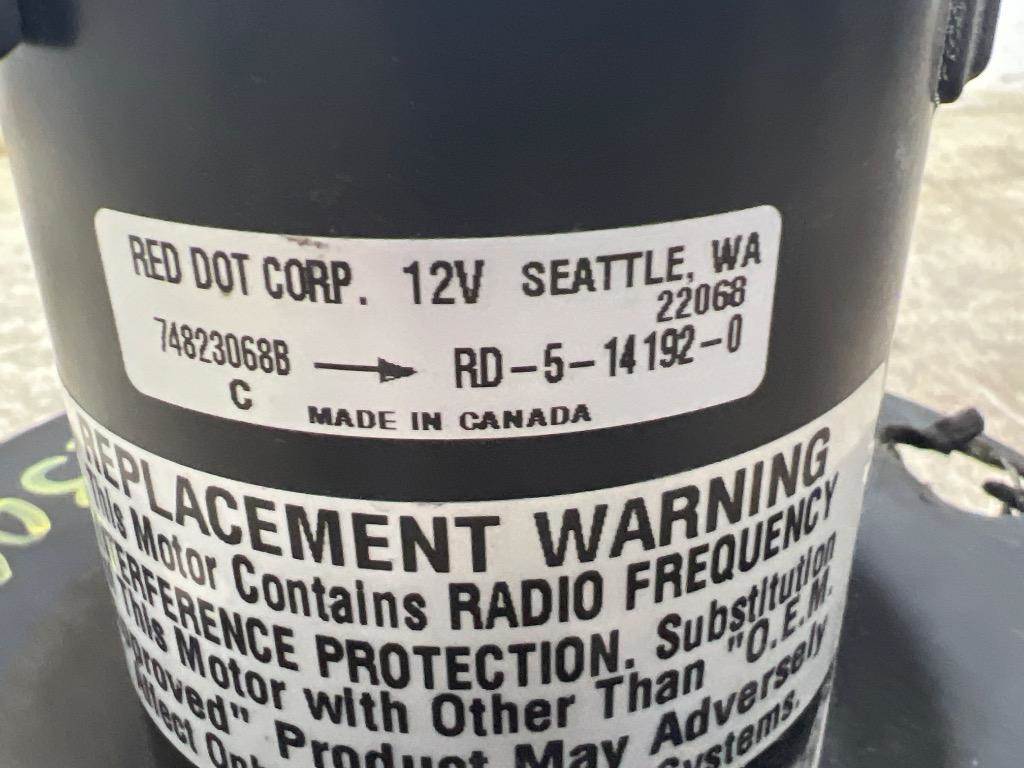 RED DOT CORP. 12V SEATTLE, WA
22068
74823068B → RD-5-14192-0
C
MADE IN CANADA
REPLACEMENT WARNING
This Motor Contains RADIO FREQUENCY
INTERFERENCE PROTECTION. Substitution
This Motor with Other Than "O.E.M.
Approved" Product May Adversely
Systems.